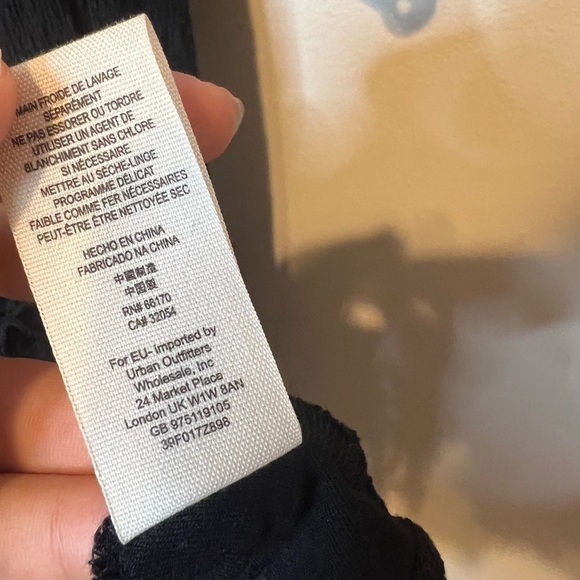 MAIN FROIDE DE LAVAGE
SEPARÉMENT
NE PAS ESSORER OU TORDRE
UTILISER UN AGENT DE
BLANCHIMENT SANS CHLORE
SI NÉCESSAIRE
METTRE AU SÈCHE-LINGE
PROGRAMME DÉLICAT
FAIBLE COMME FER NÉCESSAIRES
PEUT-ÊTRE ÊTRE NETTOYÉE SEC
HECHO EN CHINA
FABRICADO NA CHINA
中國製造
中国製
RN# 66170
CA# 32054
For EU- Imported by
Urban Outfitters
Wholesale, Inc
24 Market Place
London UK W1W 8AN
GB 975119105
39F017Z898